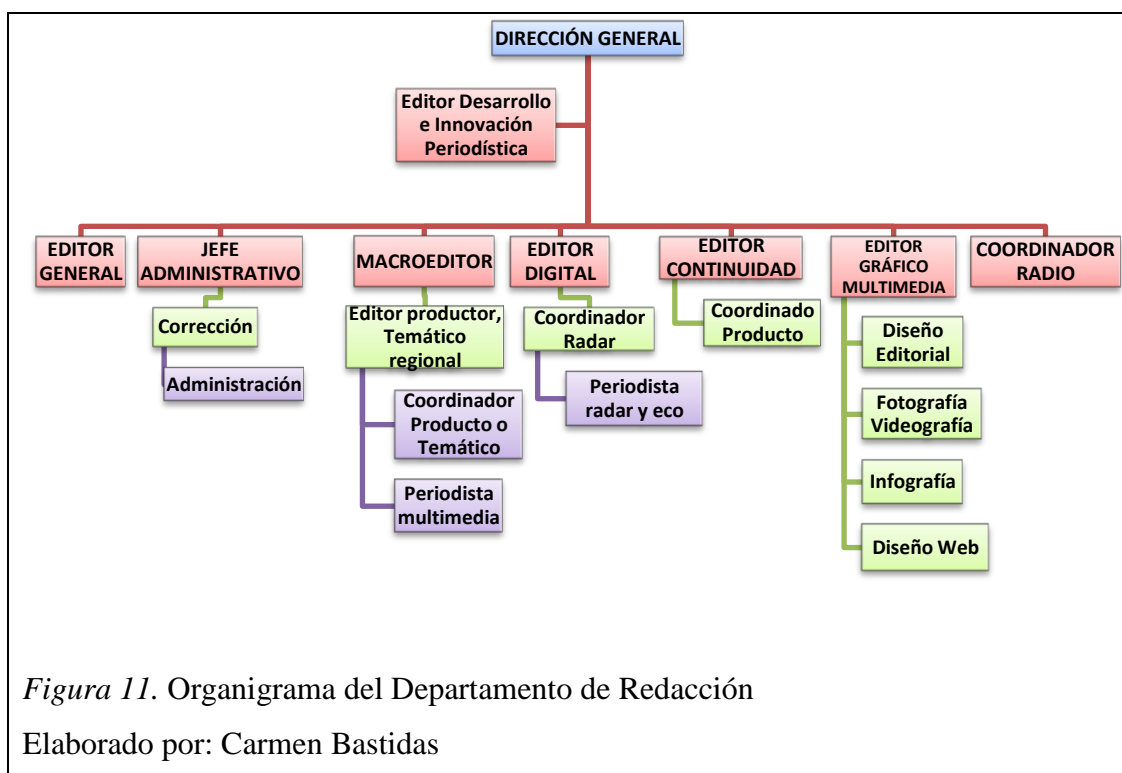 DIRECCIÓN GENERAL
Editor Desarrollo
e Innovación
Periodística
EDITOR
GENERAL
JEFE
ADMINISTRATIVO
Corrección
Administración
MACROEDITOR
Editor productor,
Temático
regional
Coordinador
Producto o
Temático
Periodista
multimedia
EDITOR
DIGITAL
Coordinador
Radar
Periodista
radar y eco
EDITOR
CONTINUIDAD
Coordinado
Producto
EDITOR
GRÁFICO
MULTIMEDIA
Diseño
Editorial
Fotografía
Videografía
Infografía
Diseño Web
COORDINADOR
RADIO
Figura 11. Organigrama del Departamento de Redacción
Elaborado por: Carmen Bastidas